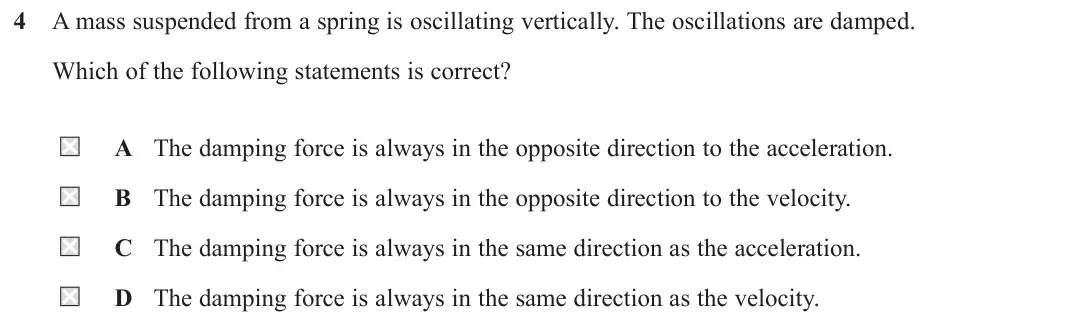 4 A mass suspended from a spring is oscillating vertically. The oscillations are damped.
Which of the following statements is correct?
A The damping force is always in the opposite direction to the acceleration.
B The damping force is always in the opposite direction to the velocity.
C The damping force is always in the same direction as the acceleration.
D The damping force is always in the same direction as the velocity.